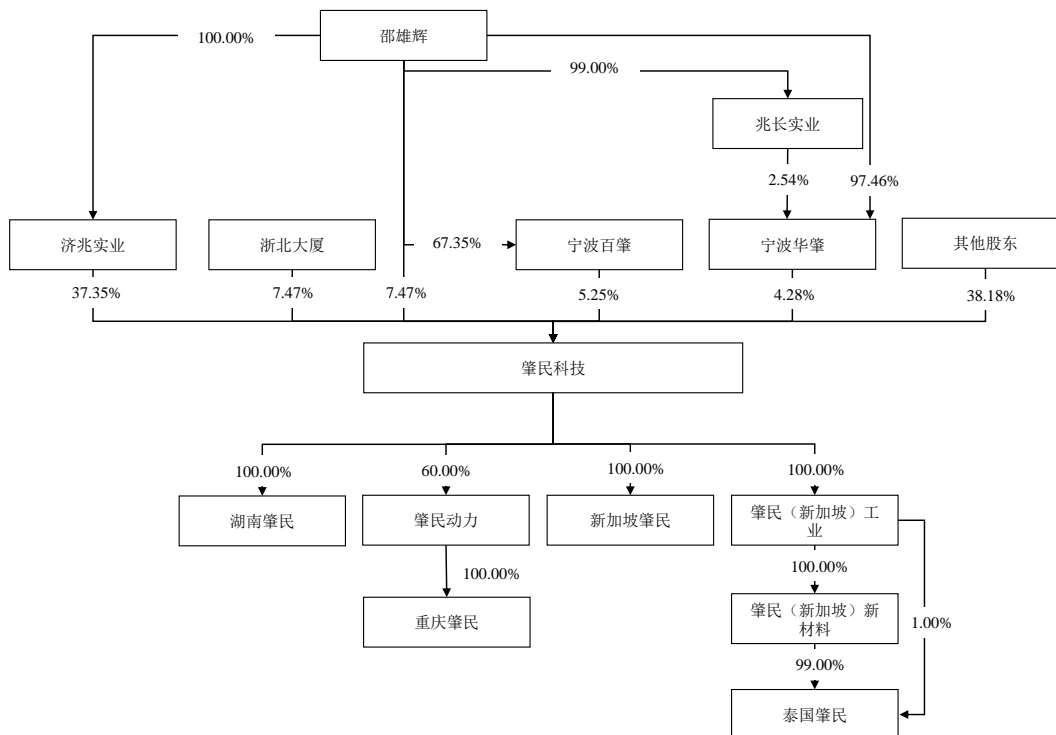 邵雄辉
100.00%
99.00%
兆长实业
2.54%
97.46%
济兆实业
浙北大厦
67.35%
宁波百肇
宁波华肇
其他股东
37.35%
7.47%
7.47%
5.25%
4.28%
38.18%
肇民科技
100.00%
60.00%
100.00%
100.00%
湖南肇民
肇民动力
新加坡肇民
肇民（新加坡）工
业
100.00%
100.00%
重庆肇民
肇民（新加坡）新
材料
1.00%
99.00%
泰国肇民